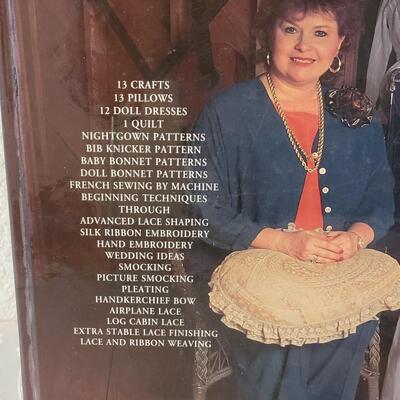 13 CRAFTS
13 PILLOWS
12 DOLL DRESSES
1 QUILT
NIGHTGOWN PATTERNS
BIB KNICKER PATTERN
BABY BONNET PATTERNS
DOLL BONNET PATTERNS
FRENCH SEWING BY MACHINE
BEGINNING TECHNIQUES
THROUGH
ADVANCED LACE SHAPING
SILK RIBBON EMBROIDERY
HAND EMBROIDERY
WEDDING IDEAS
SMOCKING
PICTURE SMOCKING
PLEATING
HANDKERCHIEF BOW
AIRPLANE LACE
LOG CABIN LACE
EXTRA STABLE LACE FINISHING
LACE AND RIBBON WEAVING